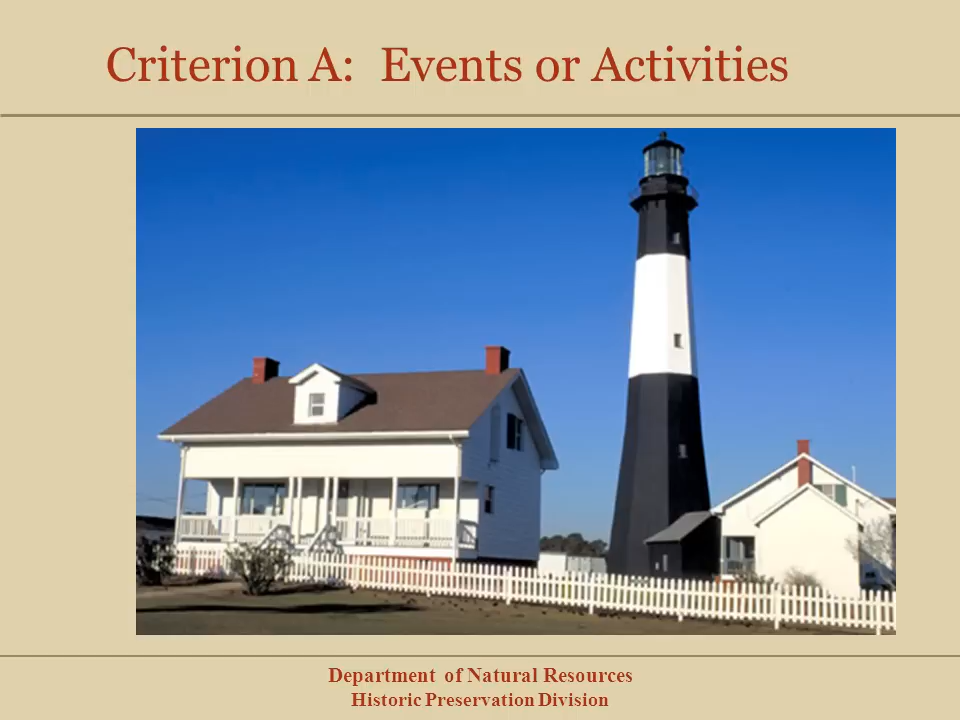 Criterion A: Events or Activities
Department of Natural Resources
Historic Preservation Division